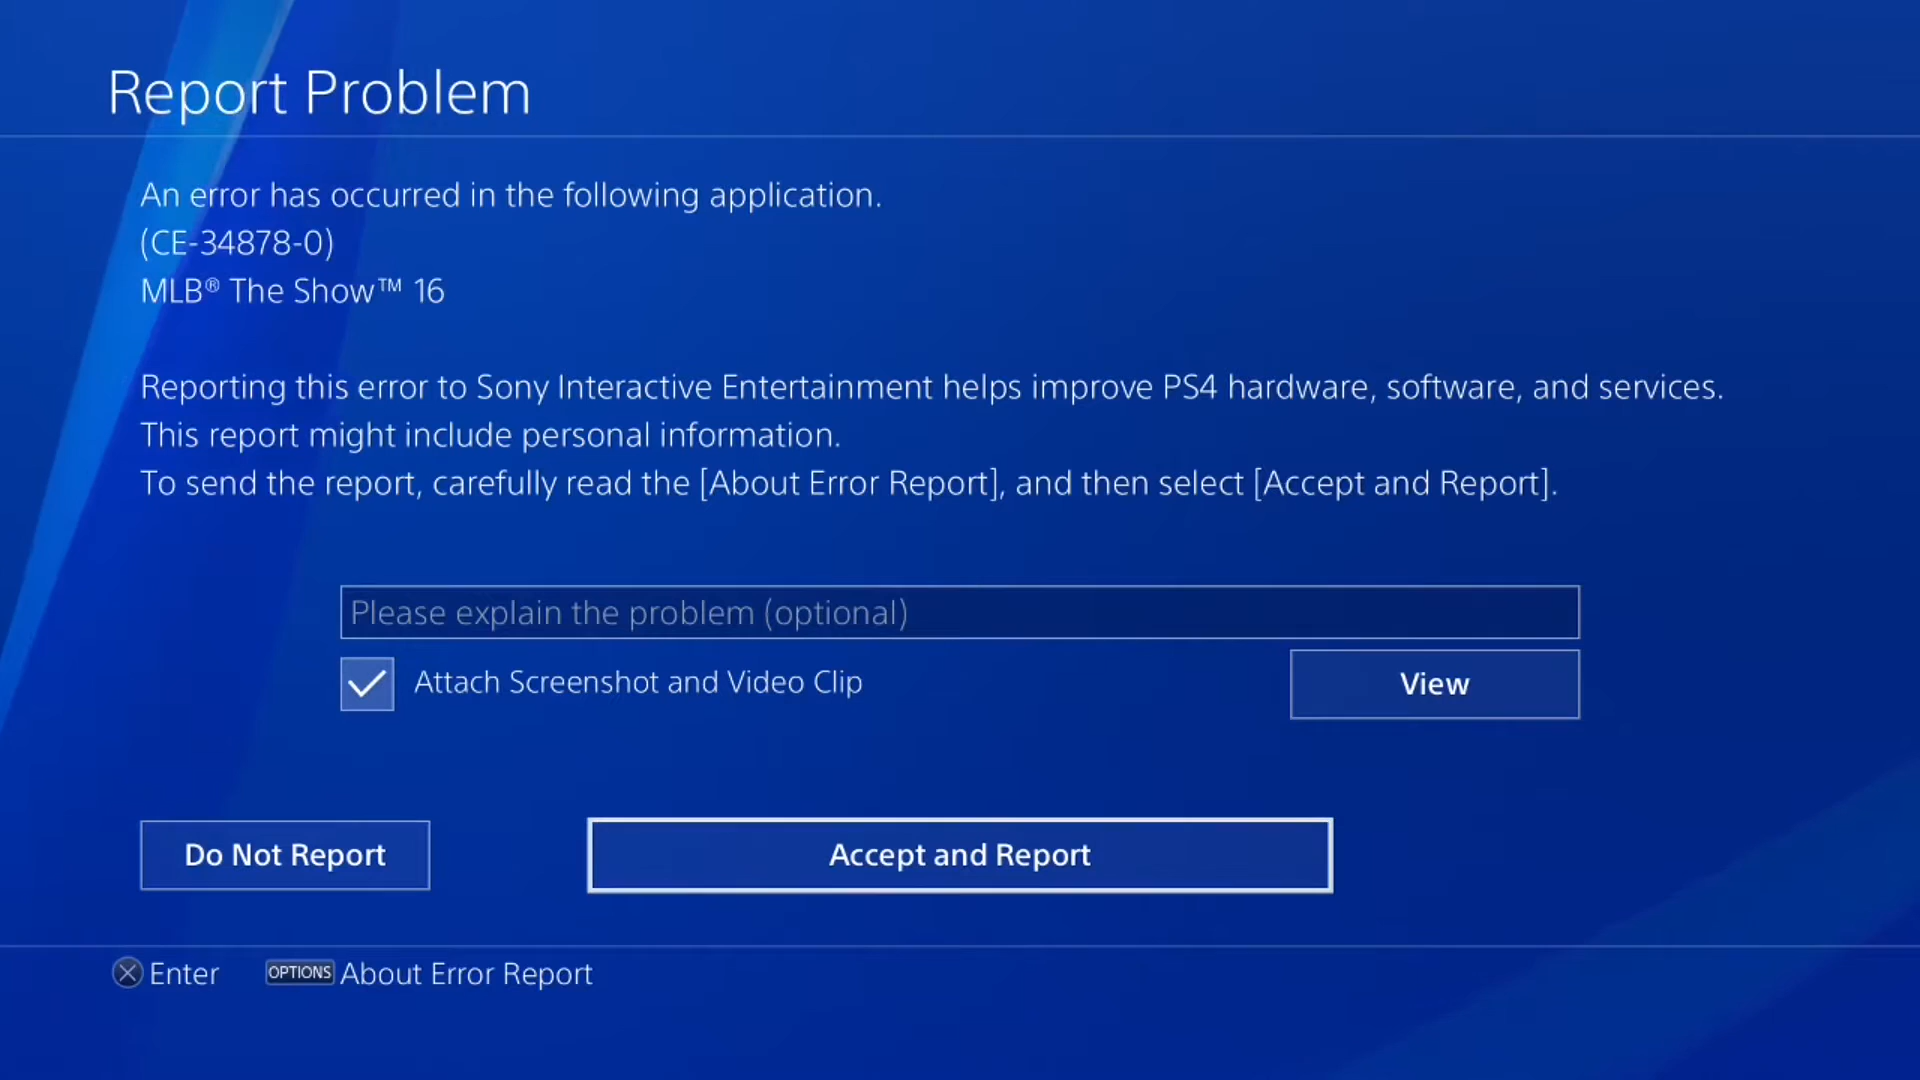 Report Problem
An error has occurred in the following application.
(CE-34878-0)
MLB® The Show™ 16
Reporting this error to Sony Interactive Entertainment helps improve PS4 hardware, software, and services.
This report might include personal information.
To send the report, carefully read the [About Error Report], and then select [Accept and Report].
Please explain the problem (optional)
Attach Screenshot and Video Clip
View
Do Not Report
Accept and Report
Enter
OPTIONS About Error Report